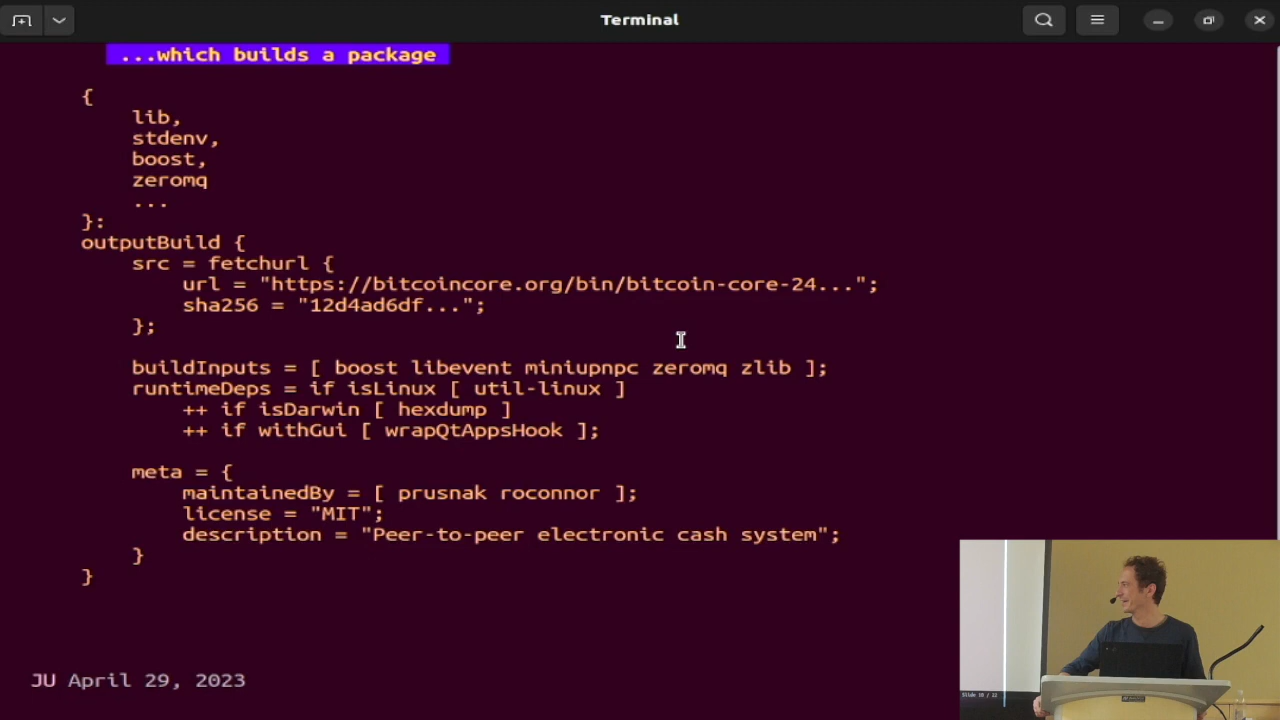 Terminal
...which builds a package
{
lib,
stdenv,
boost,
zeromq
...
}:
outputBuild {
src = fetchurl {
url = "https://bitcoincore.org/bin/bitcoin-core-24...";
sha256 = "12d4ad6df...";
};
buildInputs = [ boost libevent miniupnpc zeromq zlib ];
runtimeDeps = if isLinux [ util-linux ]
++ if isDarwin [ hexdump ]
++ if withGui [ wrapQtAppsHook ];
meta = {
maintainedBy = [ prusnak roconnor ];
license = "MIT";
description = "Peer-to-peer electronic cash system";
}
}
JU April 29, 2023